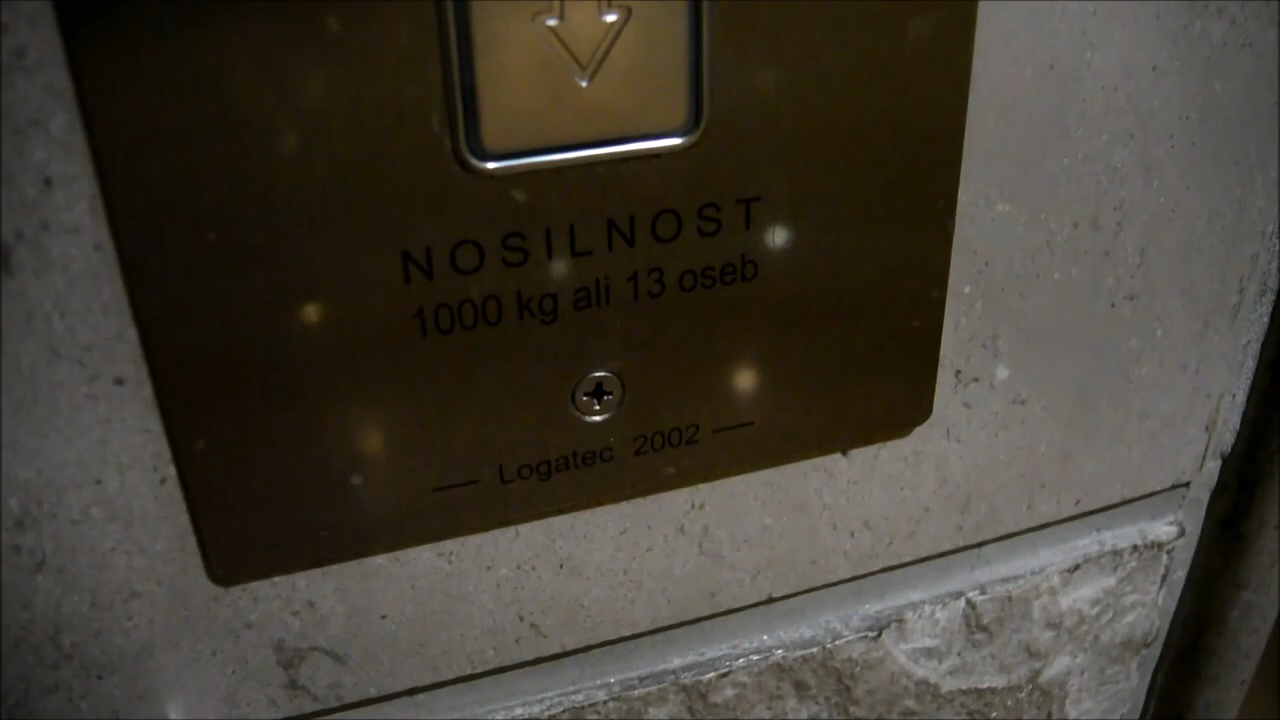 NOSILNOST
1000 kg ali 13 oseb
— Logatec 2002 —